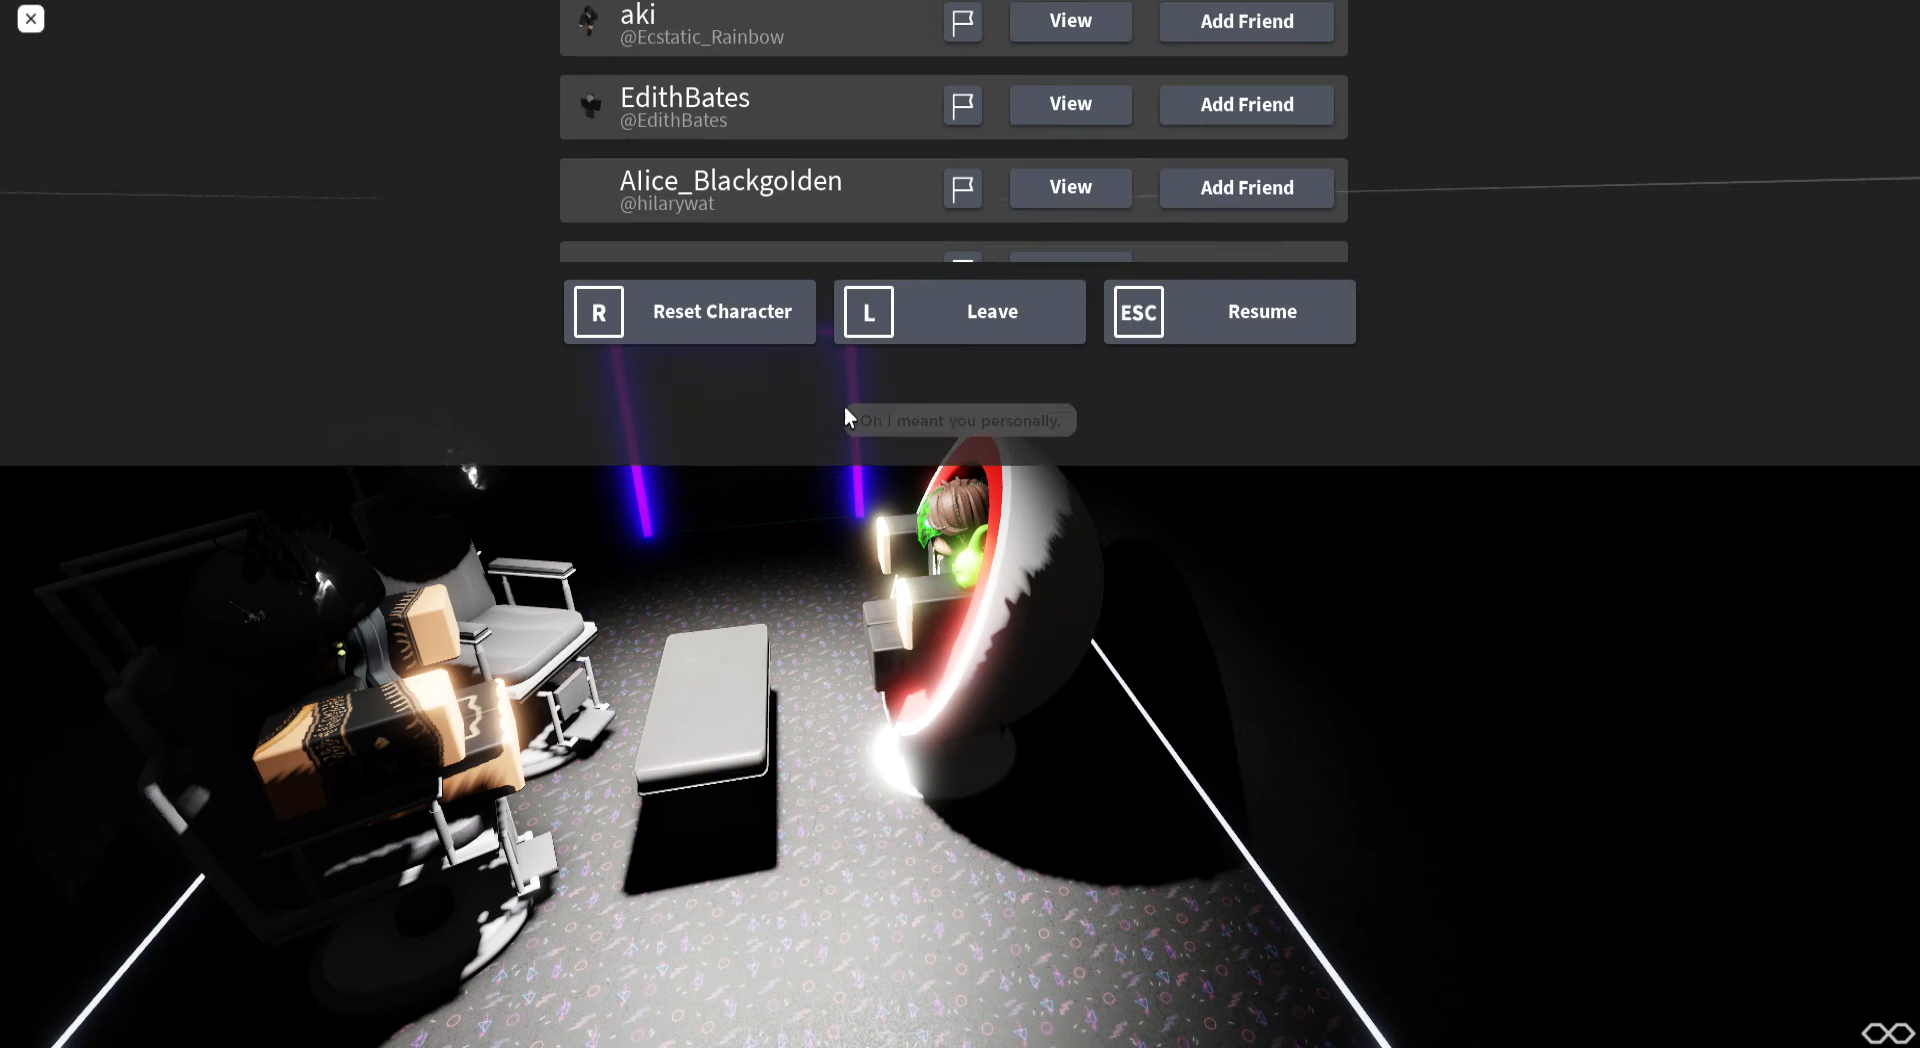 aki
@Ecstatic_Rainbow
View
Add Friend
EdithBates
@EdithBates
View
Add Friend
AIice_BlackgoIden
@hilarywat
View
Add Friend
R
Reset Character
L
Leave
ESC
Resume
Oh I meant you personally.